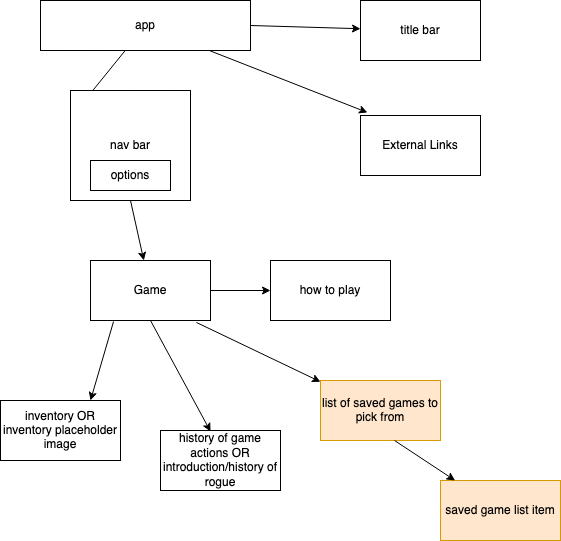 app
title bar
nav bar
options
External Links
Game
how to play
inventory OR
inventory placeholder
image
history of game
actions OR
introduction/history of
rogue
list of saved games to
pick from
saved game list item